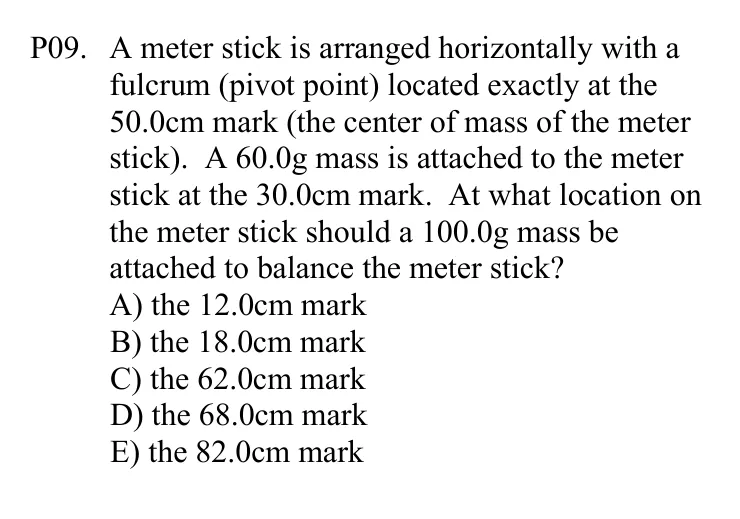 P09. A meter stick is arranged horizontally with a
fulcrum (pivot point) located exactly at the
50.0cm mark (the center of mass of the meter
stick). A 60.0g mass is attached to the meter
stick at the 30.0cm mark. At what location on
the meter stick should a 100.0g mass be
attached to balance the meter stick?
A) the 12.0cm mark
B) the 18.0cm mark
C) the 62.0cm mark
D) the 68.0cm mark
E) the 82.0cm mark